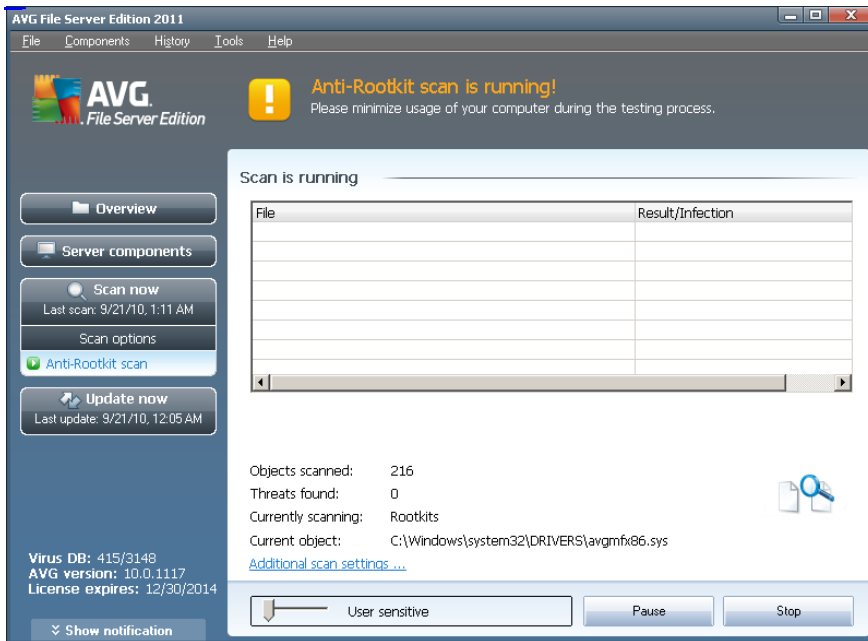 AVG File Server Edition 2011
File Components History Tools Help
AVG.
File Server Edition
Anti-Rootkit scan is running!
Please minimize usage of your computer during the testing process.
Overview
Server components
Scan now
Last scan: 9/21/10, 1:11 AM
Scan options
Anti-Rootkit scan
Update now
Last update: 9/21/10, 12:05 AM
Virus DB: 415/3148
AVG version: 10.0.1117
License expires: 12/30/2014
Show notification
Scan is running
File Result/Infection
Objects scanned: 216
Threats found: 0
Currently scanning: Rootkits
Current object: C:\Windows\system32\DRIVERS\avgmfx86.sys
Additional scan settings ...
User sensitive Pause Stop